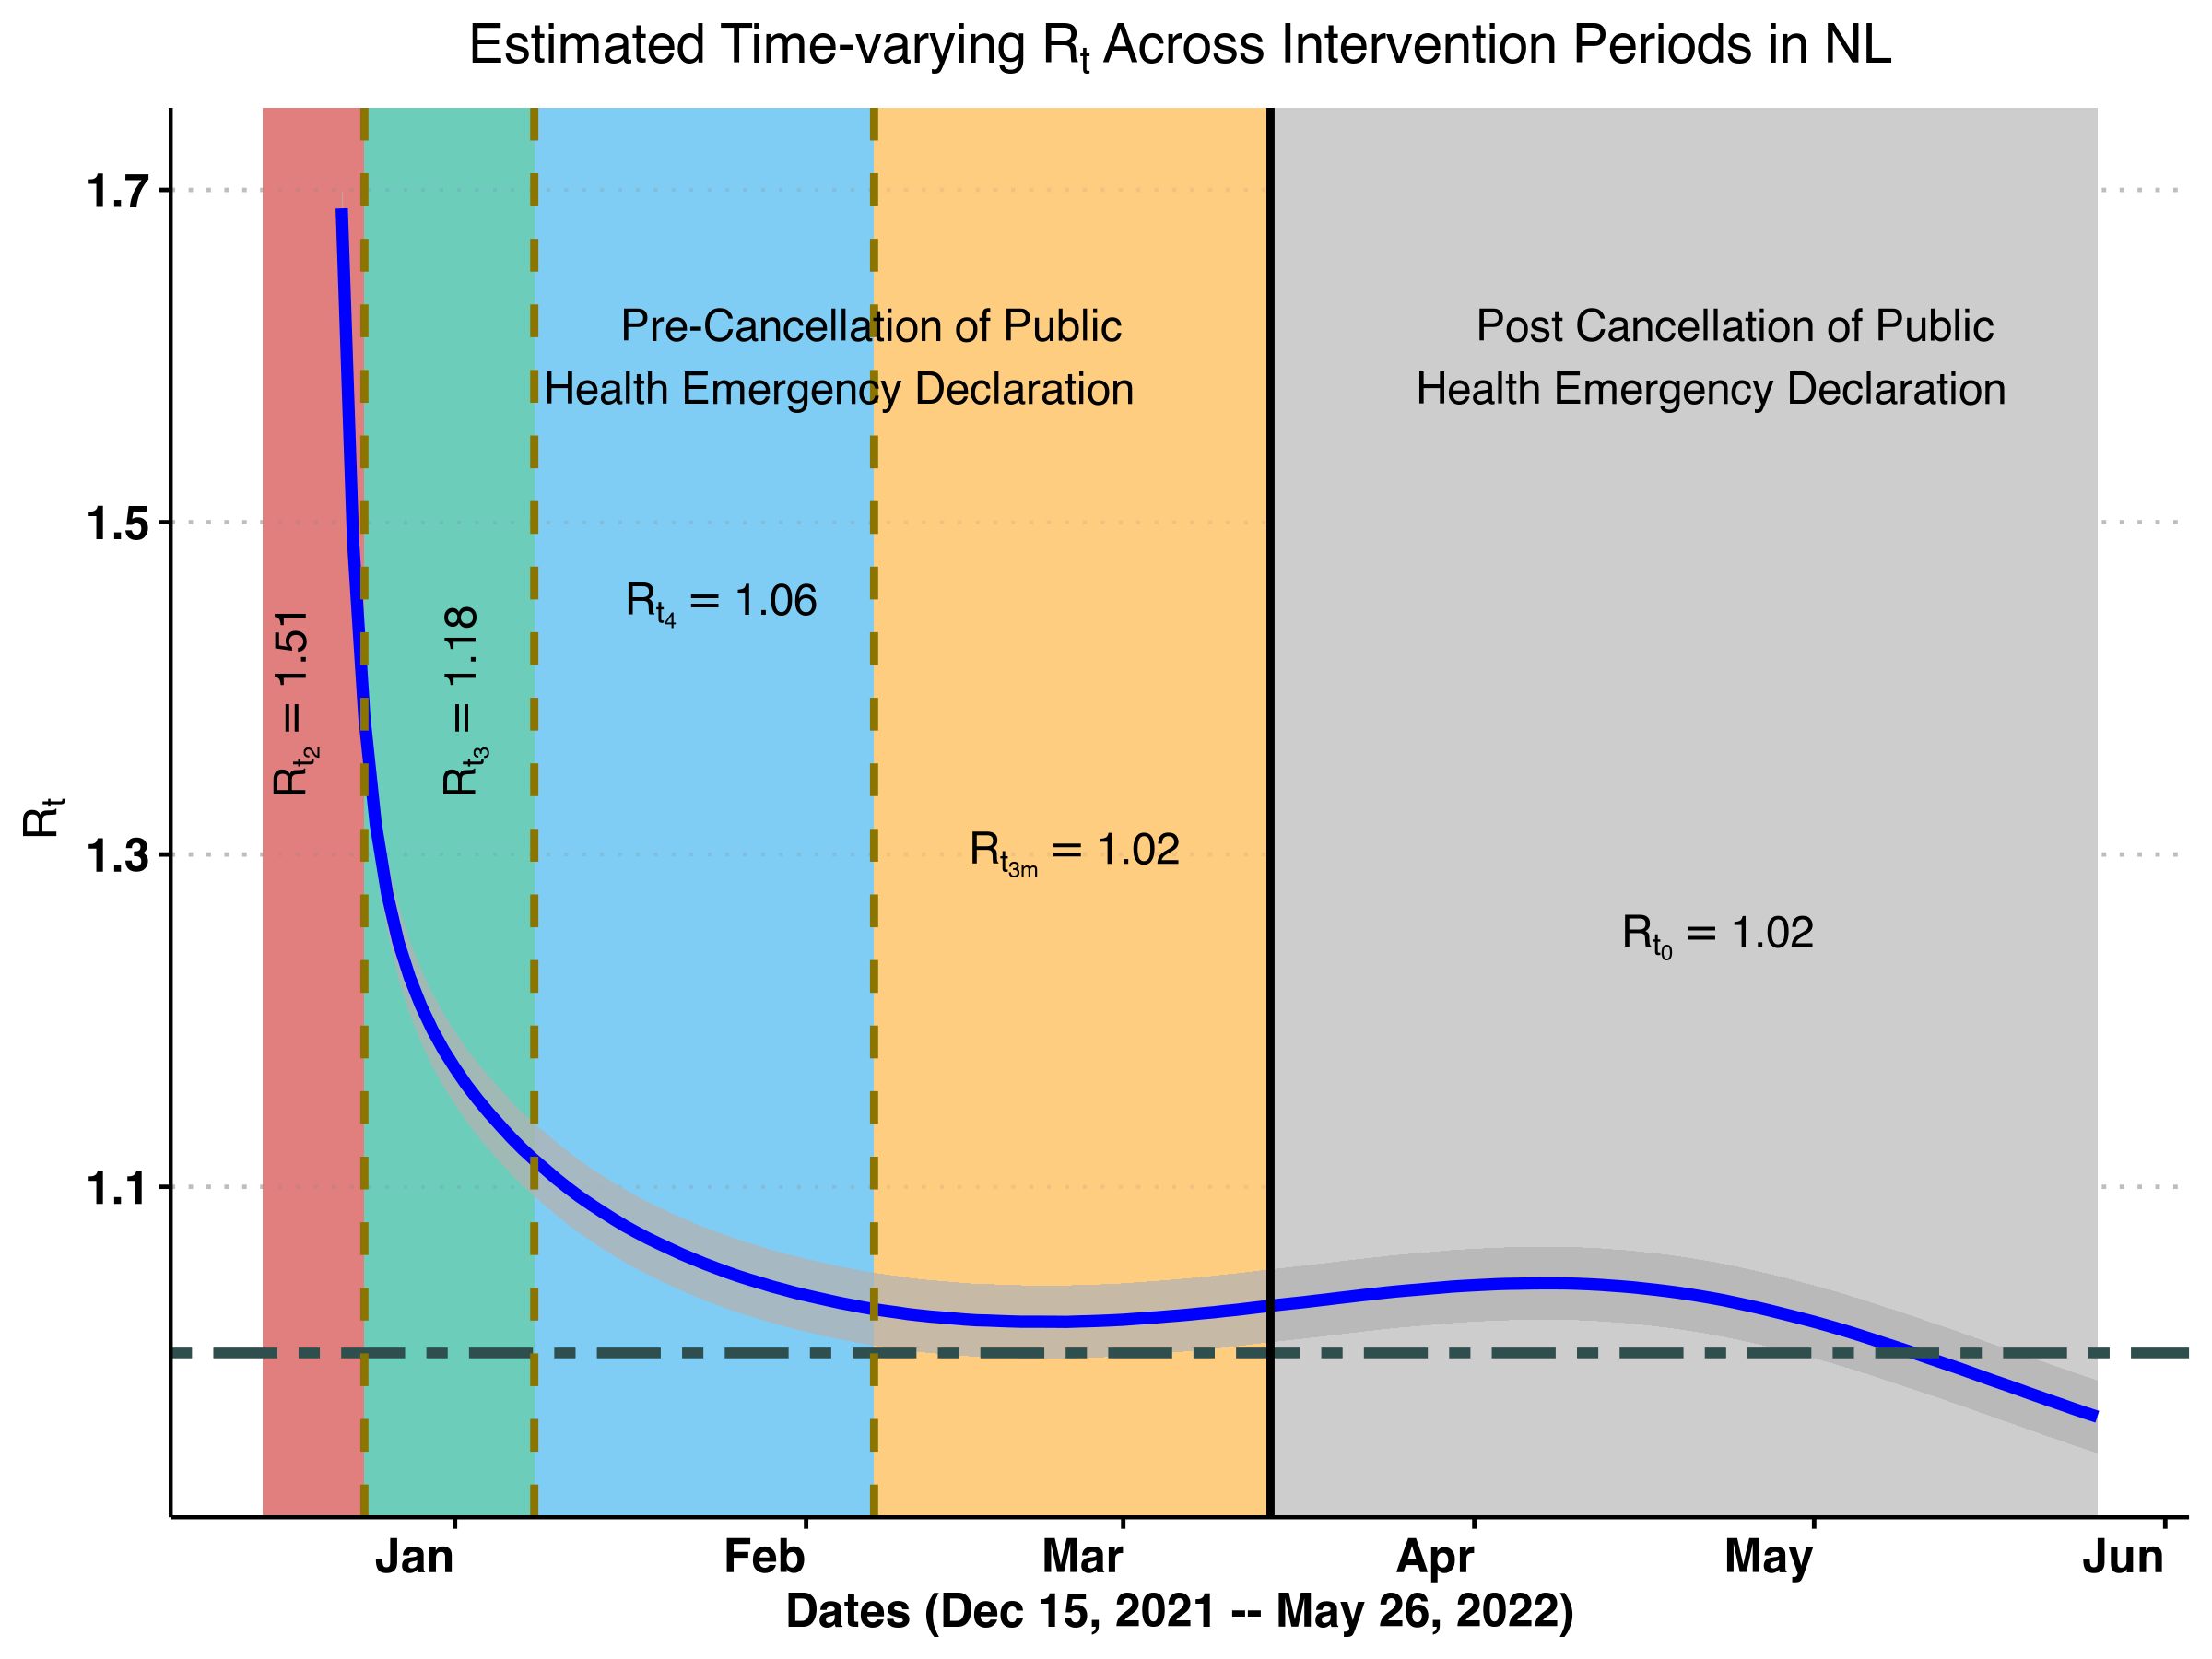 Estimated Time-varying Rt Across Intervention Periods in NL
1.7
1.5
1.3
1.1
Rt
Pre-Cancellation of Public
Health Emergency Declaration
Post Cancellation of Public
Health Emergency Declaration
Rt2 = 1.51
Rt3 = 1.18
Rt4 = 1.06
Rt3m = 1.02
Rt0 = 1.02
Jan Feb Mar Apr May Jun
Dates (Dec 15, 2021 -- May 26, 2022)